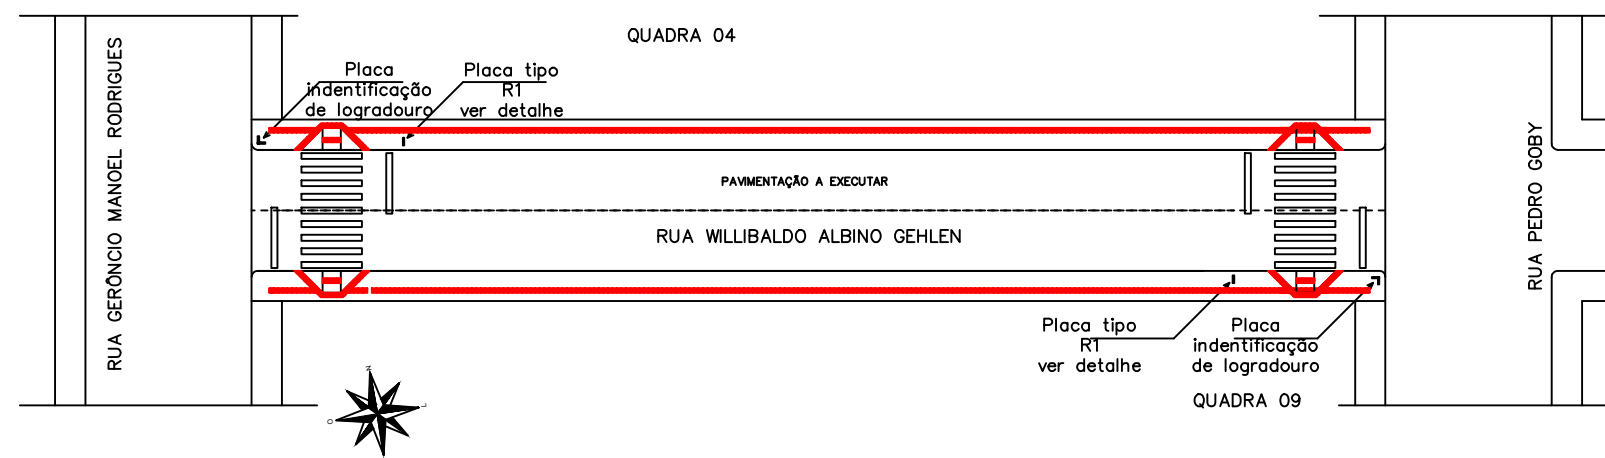 QUADRA 04
RUA GERÔNCIO MANOEL RODRIGUES
Placa
indentificação
de logradouro
Placa tipo
R1
ver detalhe
PAVIMENTAÇÃO A EXECUTAR
RUA WILLIBALDO ALBINO GEHLEN
RUA PEDRO GOBY
Placa tipo
R1
ver detalhe
Placa
indentificação
de logradouro
QUADRA 09
N
L
O